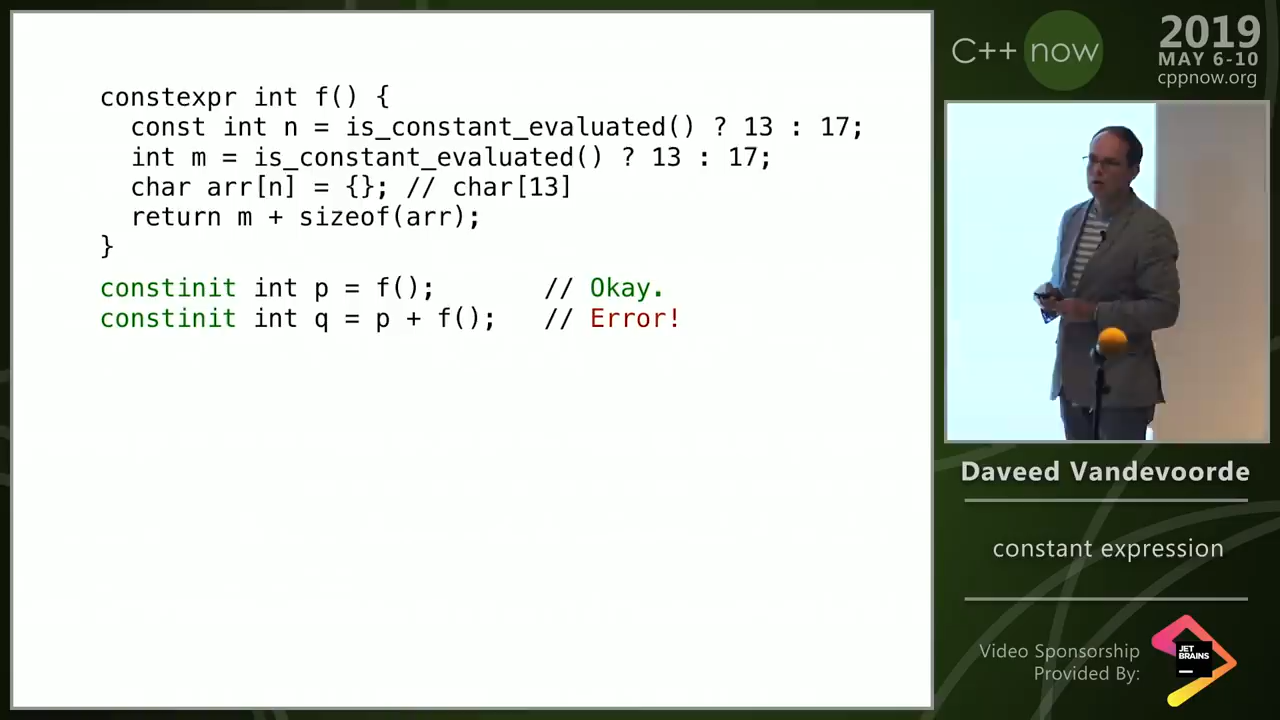 constexpr int f() {
  const int n = is_constant_evaluated() ? 13 : 17;
  int m = is_constant_evaluated() ? 13 : 17;
  char arr[n] = {}; // char[13]
  return m + sizeof(arr);
}
constinit int p = f();       // Okay.
constinit int q = p + f();   // Error!
C++ now
2019
MAY 6-10
cppnow.org
Daveed Vandevoorde
constant expression
Video Sponsorship
Provided By:
JET
BRAINS